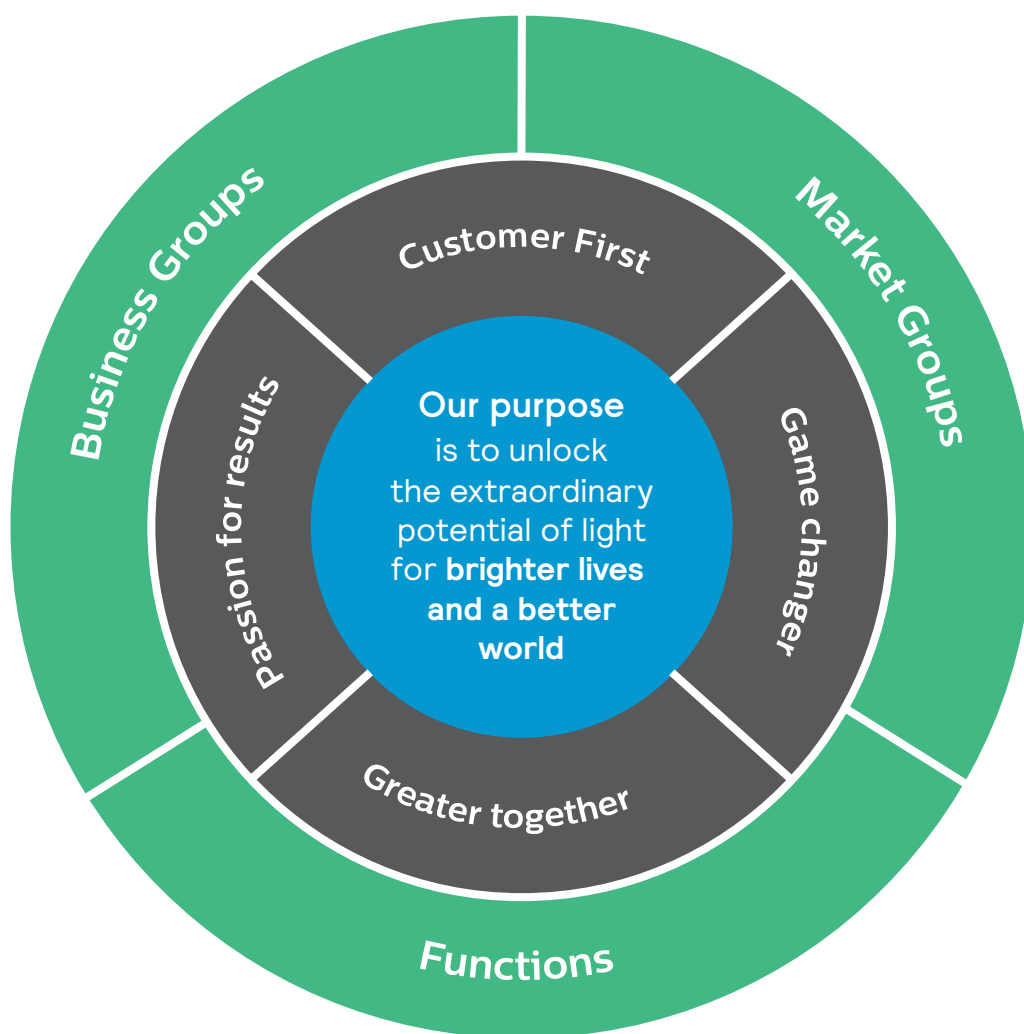 Business Groups
Market Groups
Customer First
Passion for results
Game changer
Our purpose
is to unlock
the extraordinary
potential of light
for brighter lives
and a better
world
Greater together
Functions